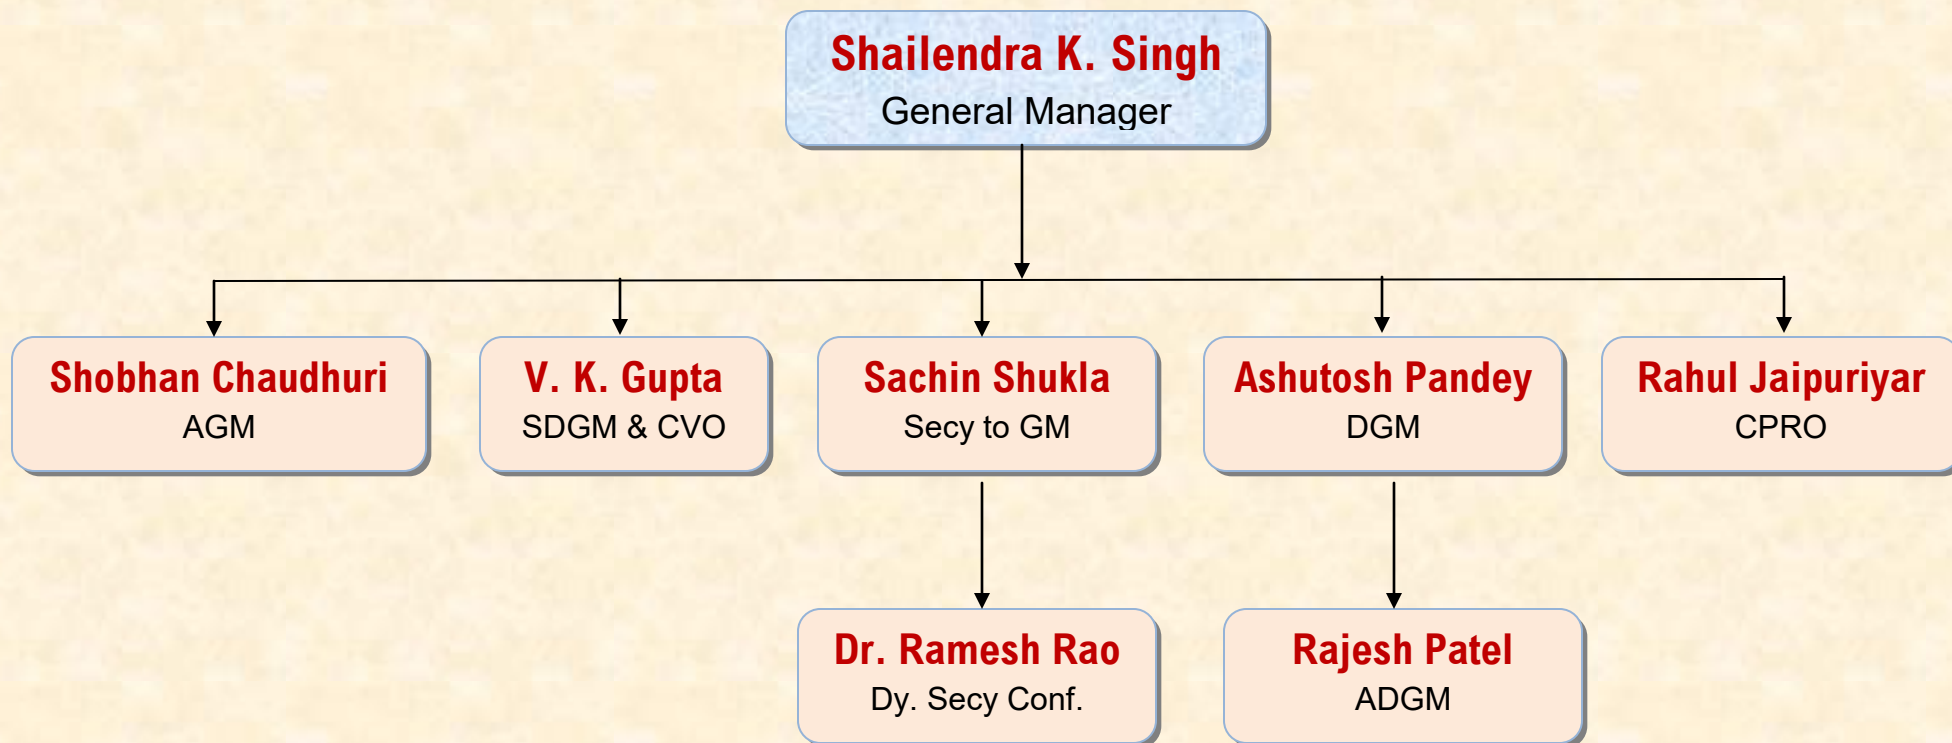 Shailendra K. Singh
General Manager
Shobhan Chaudhuri
AGM
V. K. Gupta
SDGM & CVO
Sachin Shukla
Secy to GM
Ashutosh Pandey
DGM
Rahul Jaipuriyar
CPRO
Dr. Ramesh Rao
Dy. Secy Conf.
Rajesh Patel
ADGM